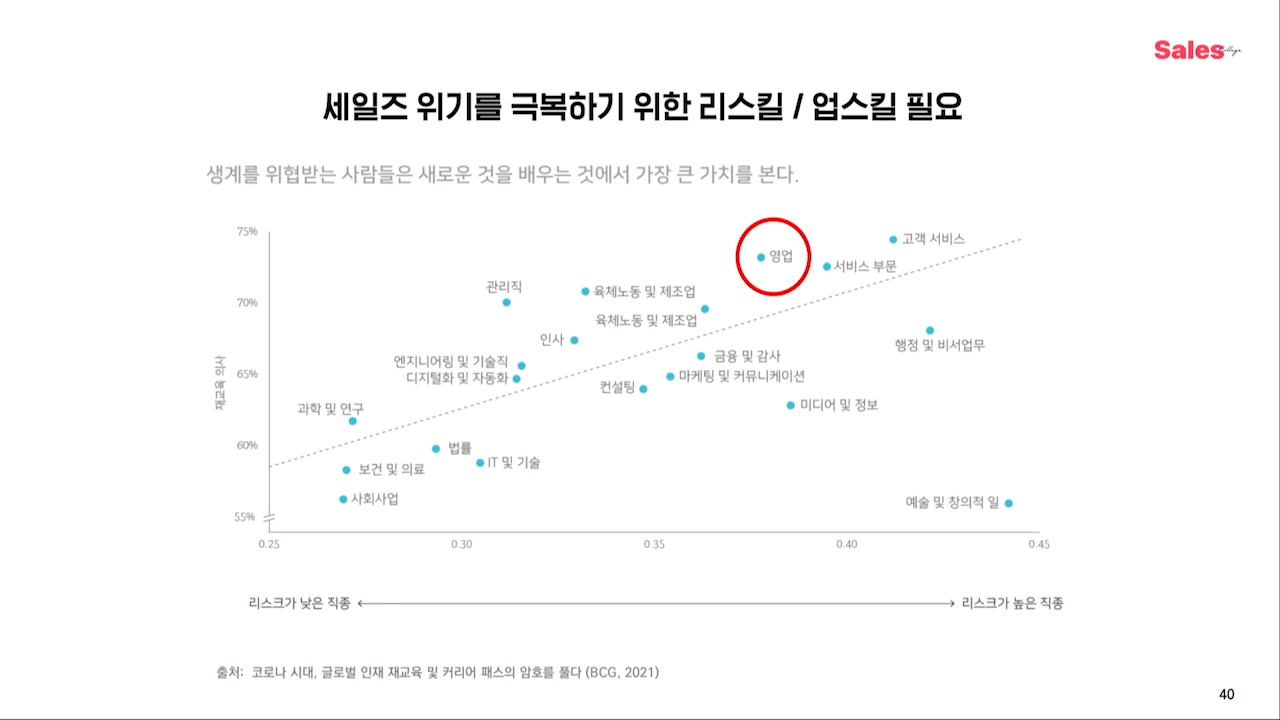 Sales College
세일즈 위기를 극복하기 위한 리스킬 / 업스킬 필요
생계를 위협받는 사람들은 새로운 것을 배우는 것에서 가장 큰 가치를 본다.
재교육 의사
75%
70%
65%
60%
55%
고객 서비스
영업
서비스 부문
관리직
육체노동 및 제조업
육체노동 및 제조업
인사
행정 및 비서업무
엔지니어링 및 기술직
금융 및 감사
디지털화 및 자동화
마케팅 및 커뮤니케이션
컨설팅
미디어 및 정보
과학 및 연구
법률
IT 및 기술
보건 및 의료
사회사업
예술 및 창의적 일
0.25
0.30
0.35
0.40
0.45
리스크가 낮은 직종
리스크가 높은 직종
출처: 코로나 시대, 글로벌 인재 재교육 및 커리어 패스의 암호를 풀다 (BCG, 2021)
40